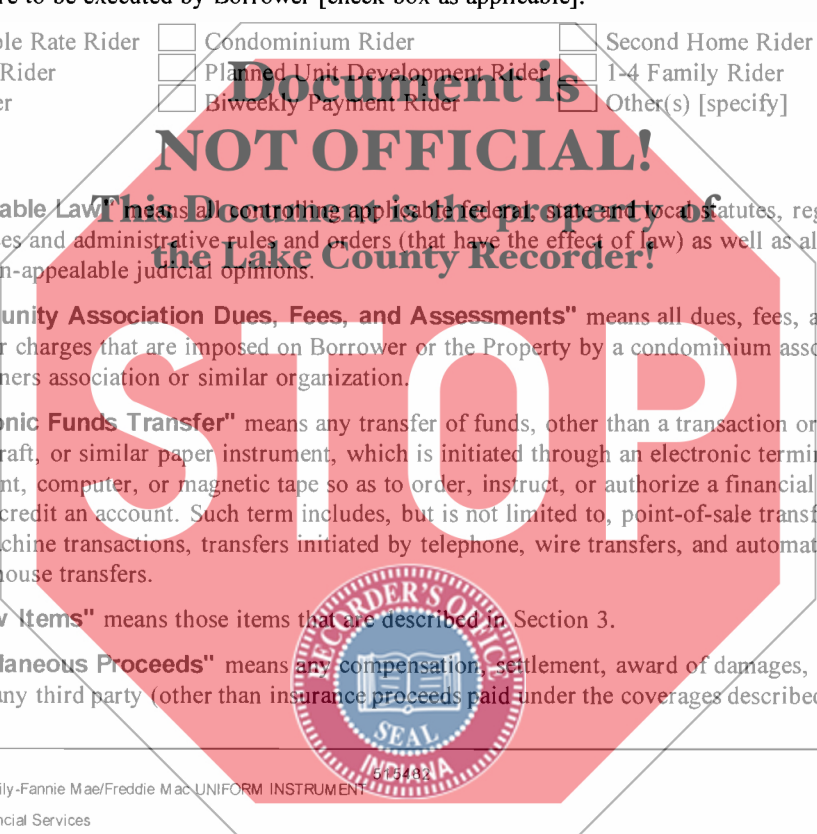 re to be executed by Borrower [check box as applicable]:
ble Rate Rider Condominium Rider Second Home Rider
Rider Planned Unit Development Rider 1-4 Family Rider
er Biweekly Payment Rider Other(s) [specify]
Document is
NOT OFFICIAL!
This Document is the property of
the Lake County Recorder!
able Law" means all controlling applicable federal, state and local statutes, reg
es and administrative rules and orders (that have the effect of law) as well as al
n-appealable judicial opinions.
unity Association Dues, Fees, and Assessments" means all dues, fees, a
r charges that are imposed on Borrower or the Property by a condominium asso
ners association or similar organization.
STOP
onic Funds Transfer" means any transfer of funds, other than a transaction or
raft, or similar paper instrument, which is initiated through an electronic termin
nt, computer, or magnetic tape so as to order, instruct, or authorize a financial
credit an account. Such term includes, but is not limited to, point-of-sale transf
chine transactions, transfers initiated by telephone, wire transfers, and automat
house transfers.
w Items" means those items that are described in Section 3.
laneous Proceeds" means any compensation, settlement, award of damages,
any third party (other than insurance proceeds paid under the coverages described
RECORDER'S OFFICE
SEAL
INDIANA
515462
ily-Fannie Mae/Freddie Mac UNIFORM INSTRUMENT
ncial Services